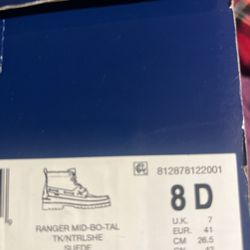 812878122001
8 D
U.K. 7
EUR. 41
CM 26.5
RANGER MID-BO-TAL
TK/NTRLSHE
SUEDE